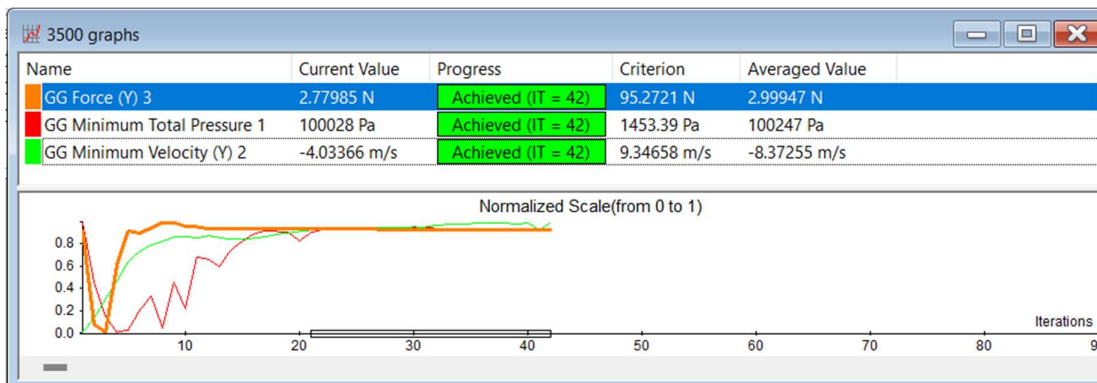 3500 graphs
Name Current Value Progress Criterion Averaged Value
GG Force (Y) 3 2.77985 N Achieved (IT = 42) 95.2721 N 2.99947 N
GG Minimum Total Pressure 1 100028 Pa Achieved (IT = 42) 1453.39 Pa 100247 Pa
GG Minimum Velocity (Y) 2 -4.03366 m/s Achieved (IT = 42) 9.34658 m/s -8.37255 m/s
Normalized Scale(from 0 to 1)
0.8
0.6
0.4
0.2
0.0
Iterations
10 20 30 40 50 60 70 80 9